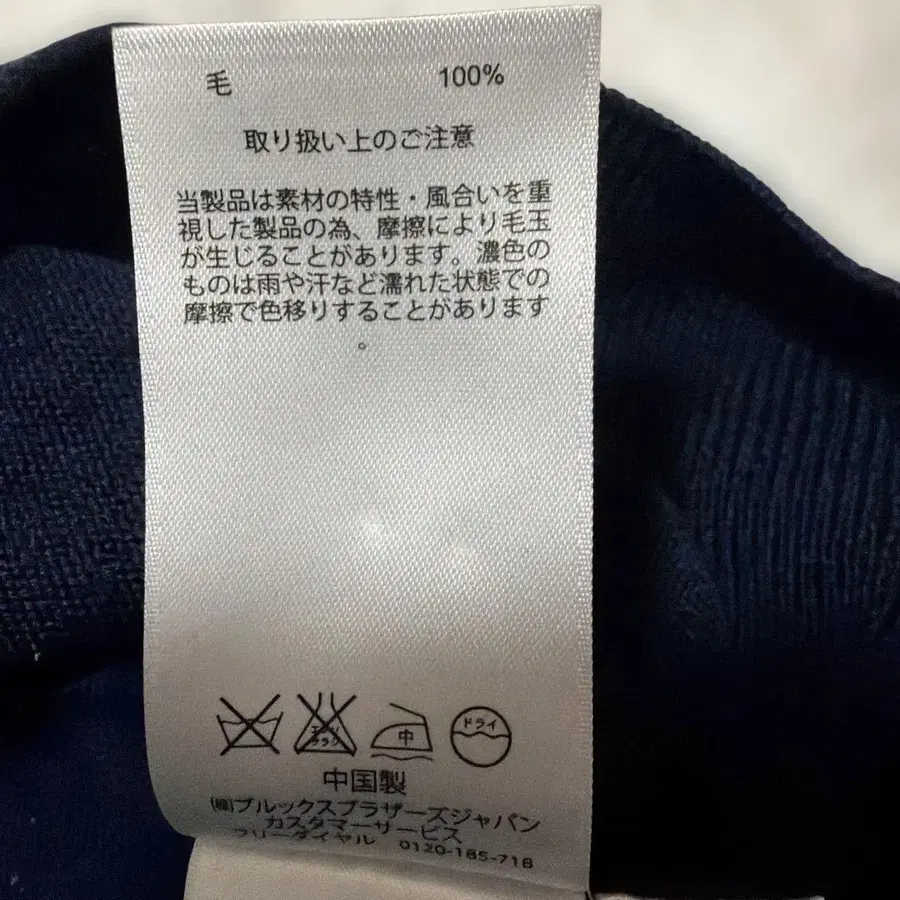 毛 100%
取り扱い上のご注意
当製品は素材の特性・風合いを重
視した製品の為、摩擦により毛玉
が生じることがあります。濃色の
ものは雨や汗など濡れた状態での
摩擦で色移りすることがあります
。
エンソ
サラシ
中
ドライ
中国製
㈱ブルックスブラザーズジャパン
カスタマーサービス
フリーダイヤル 0120-185-718